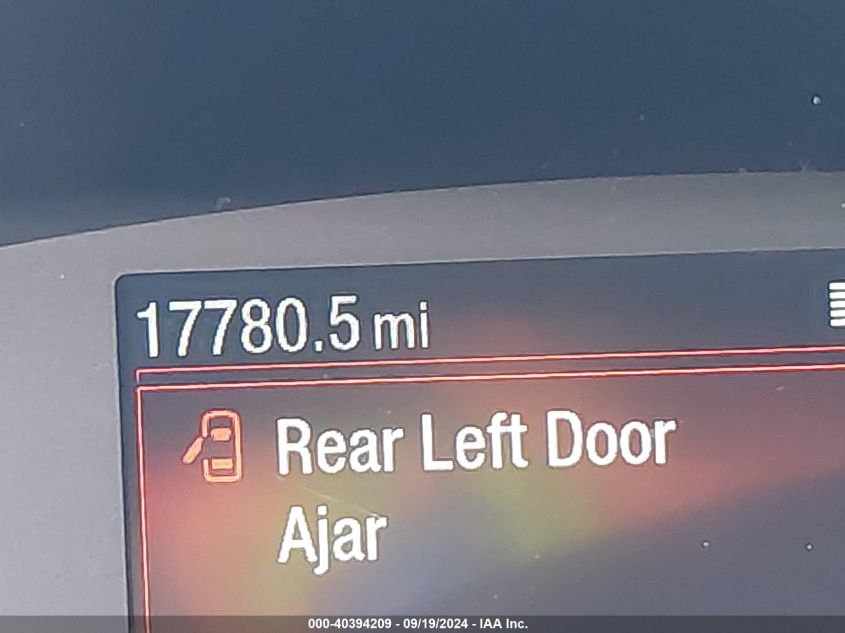 17780.5 mi
Rear Left Door
Ajar
000-40394209 - 09/19/2024 - IAA Inc.